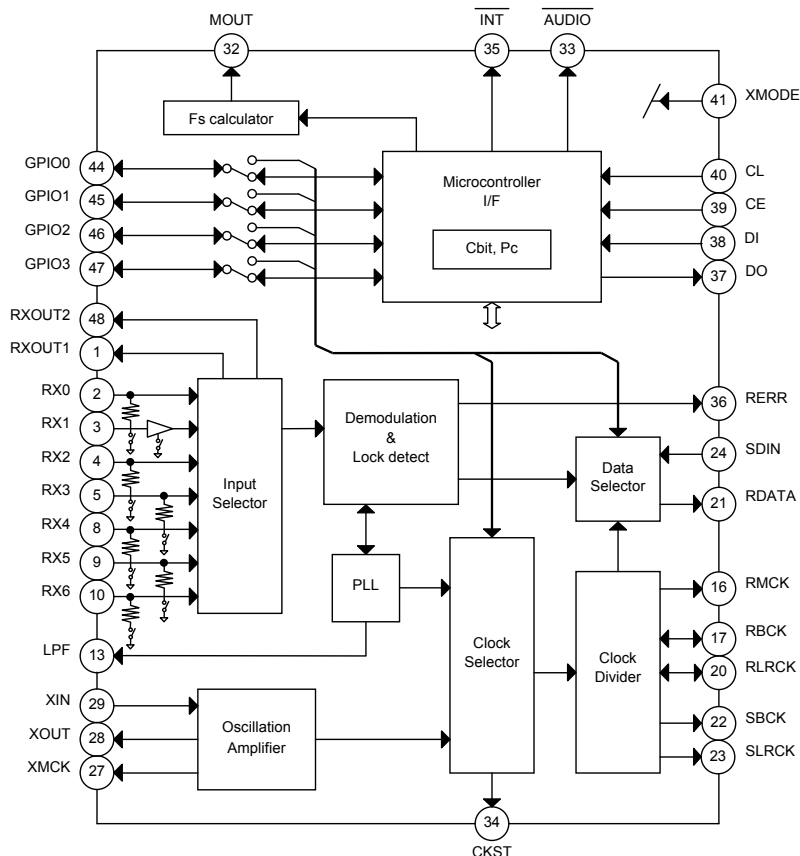 MOUT
INT
AUDIO
32
35
33
Fs calculator
41
XMODE
GPIO0
44
GPIO1
45
GPIO2
46
GPIO3
47
Microcontroller
I/F
Cbit, Pc
40
CL
39
CE
38
DI
37
DO
RXOUT2
48
RXOUT1
1
RX0
2
RX1
3
RX2
4
RX3
5
RX4
8
RX5
9
RX6
10
Input
Selector
Demodulation
&
Lock detect
36
RERR
24
SDIN
21
RDATA
Data
Selector
PLL
LPF
13
Clock
Selector
Clock
Divider
16
RMCK
17
RBCK
20
RLRCK
22
SBCK
23
SLRCK
XIN
29
XOUT
28
XMCK
27
Oscillation
Amplifier
34
CKST